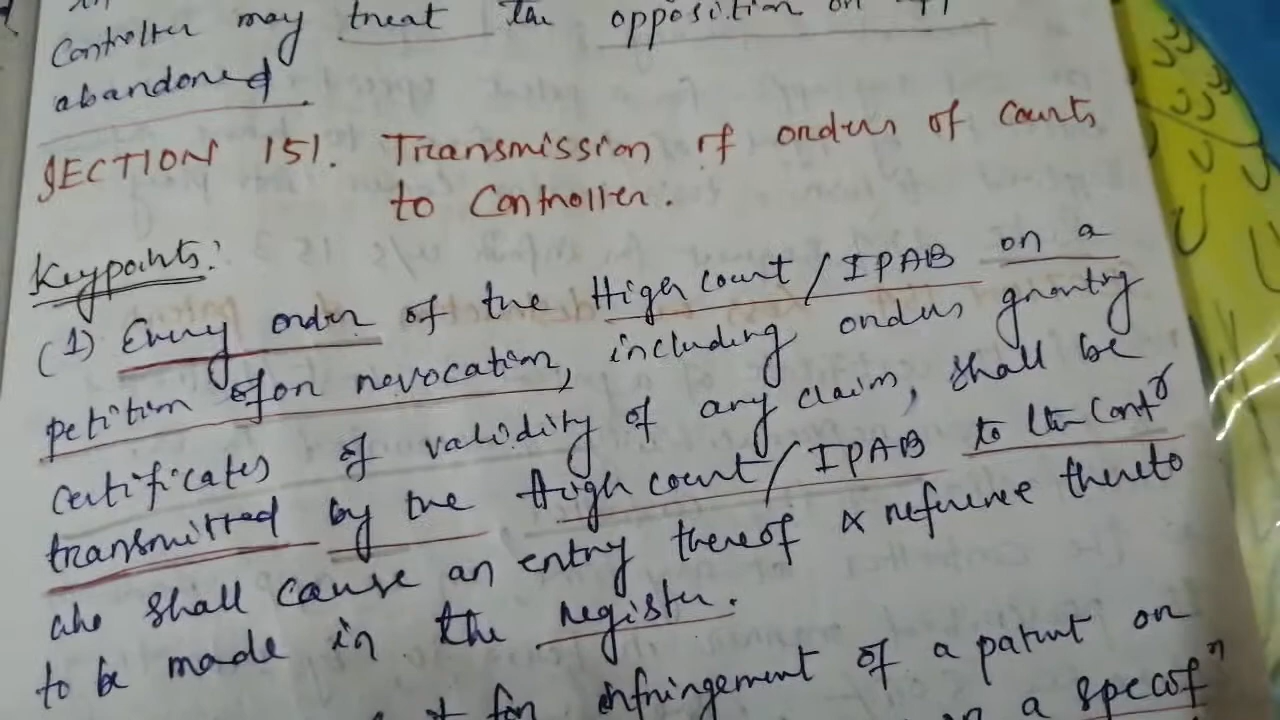 Controller may treat the opposition on
abandoned.
SECTION 151. Transmission of orders of Courts
to Controller.
Keypoints:
(1) Every order of the High court / IPAB on a
petition for revocation, including orders granting
certificates of validity of any claim, shall be
transmitted by the High court / IPAB to the Contr
who shall cause an entry thereof & reference thereto
to be made in the register.
for infringement of a patent on
a specifn